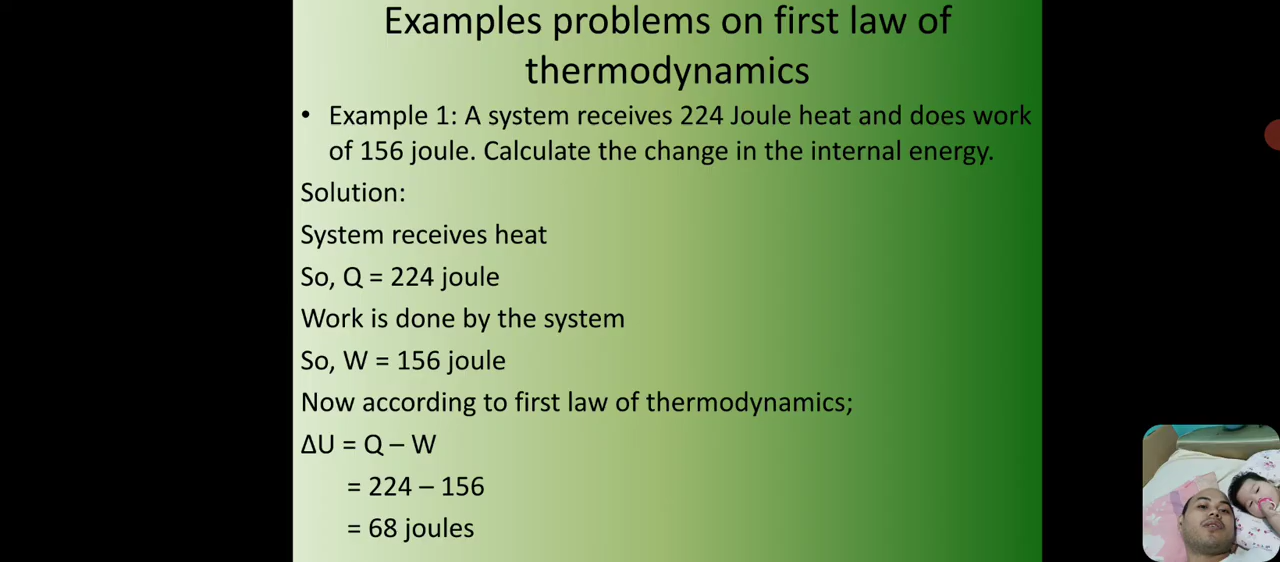 Examples problems on first law of
thermodynamics
• Example 1: A system receives 224 Joule heat and does work
of 156 joule. Calculate the change in the internal energy.
Solution:
System receives heat
So, Q = 224 joule
Work is done by the system
So, W = 156 joule
Now according to first law of thermodynamics;
ΔU = Q – W
= 224 – 156
= 68 joules